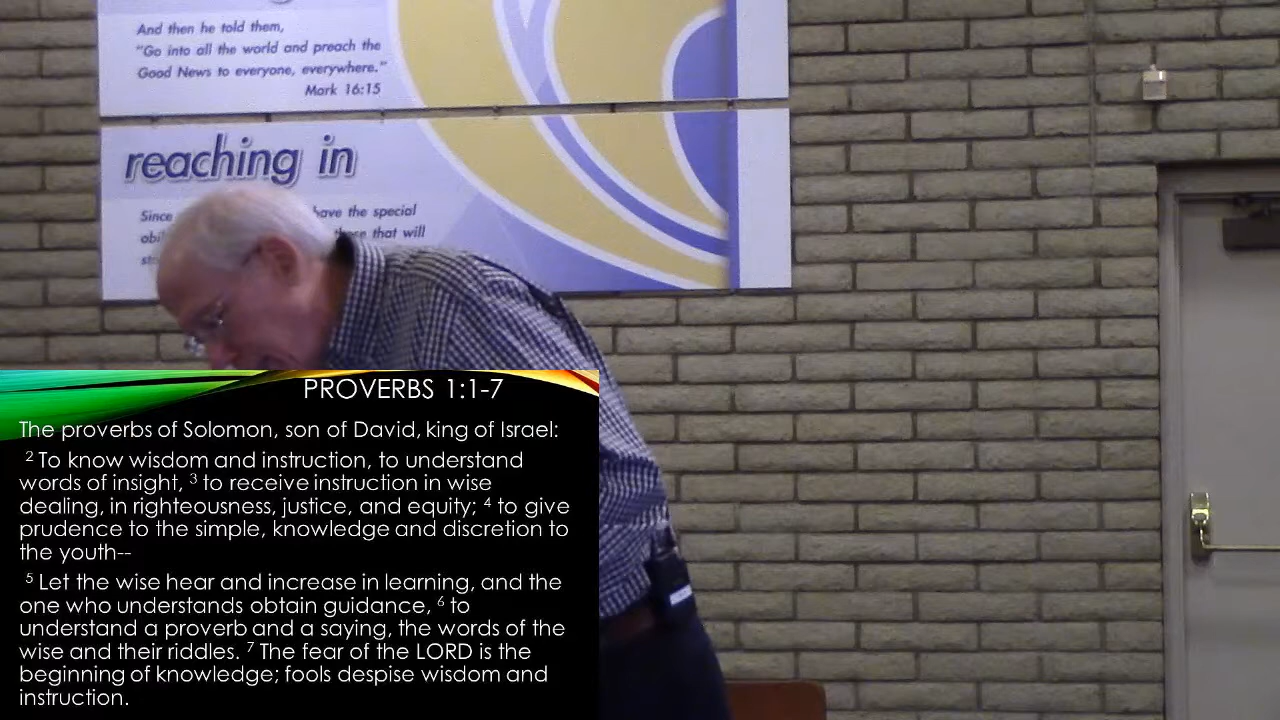 And then he told them,
"Go into all the world and preach the
Good News to everyone, everywhere."
Mark 16:15
reaching in
Since have the special
that will
PROVERBS 1:1-7
The proverbs of Solomon, son of David, king of Israel:
2 To know wisdom and instruction, to understand
words of insight, 3 to receive instruction in wise
dealing, in righteousness, justice, and equity; 4 to give
prudence to the simple, knowledge and discretion to
the youth--
5 Let the wise hear and increase in learning, and the
one who understands obtain guidance, 6 to
understand a proverb and a saying, the words of the
wise and their riddles. 7 The fear of the LORD is the
beginning of knowledge; fools despise wisdom and
instruction.